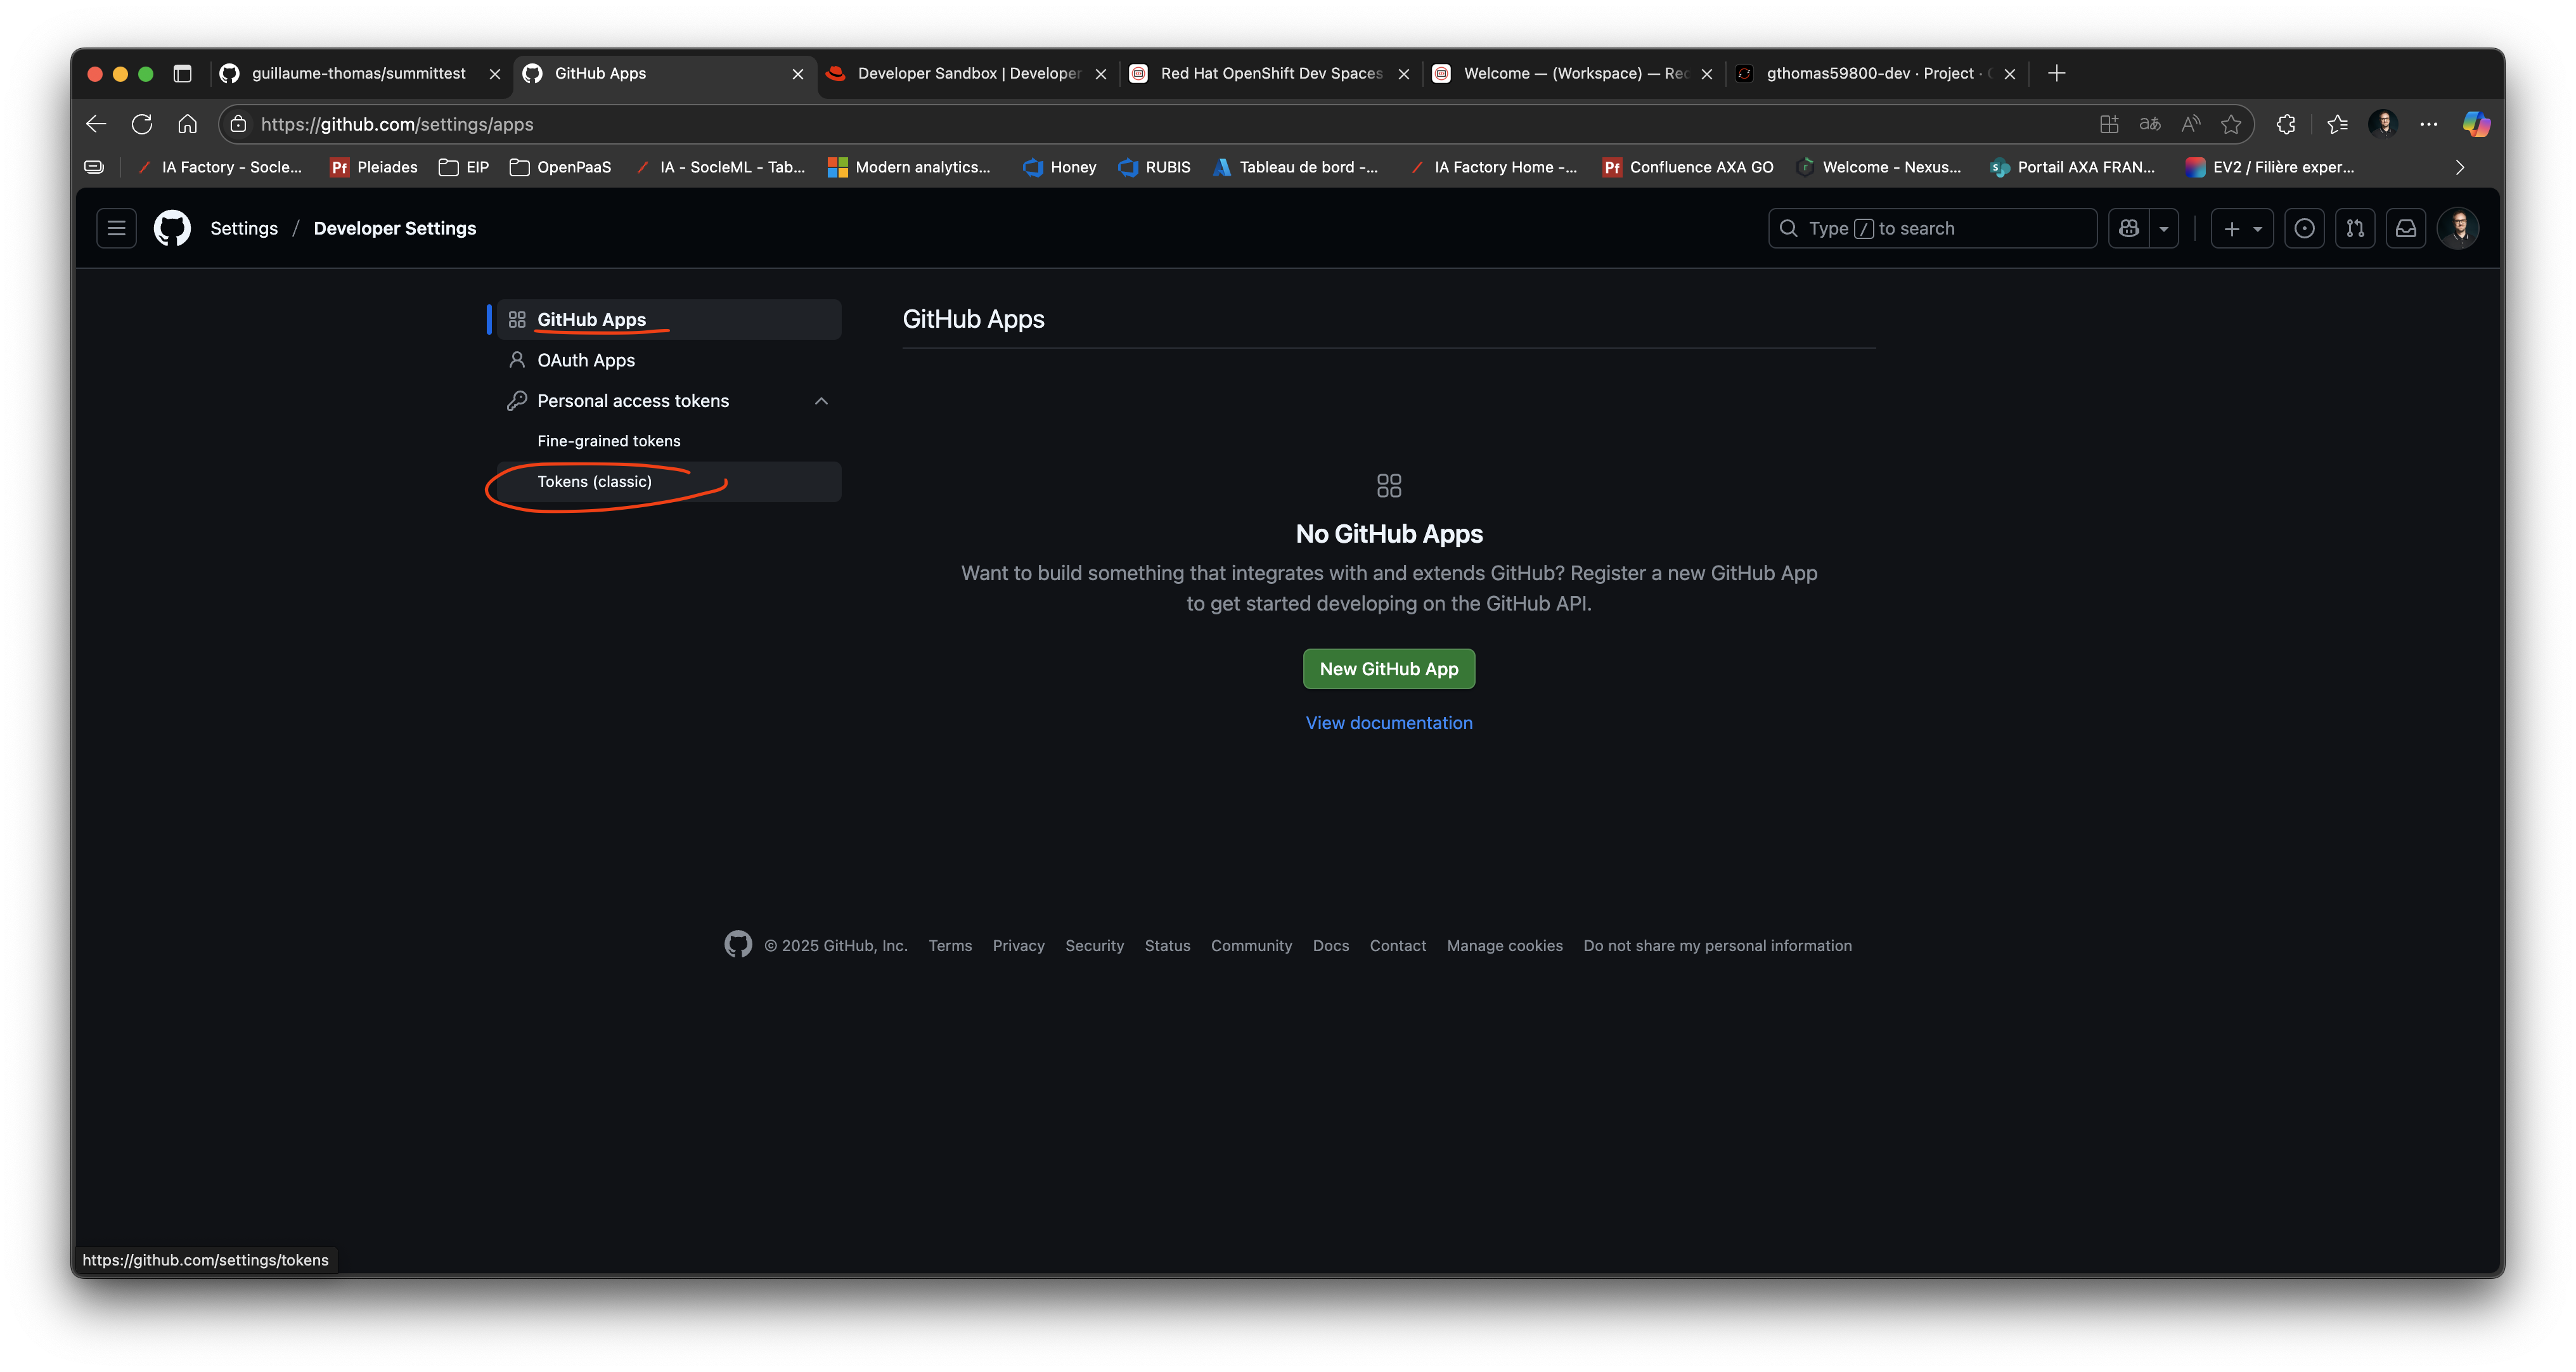 guillaume-thomas/summittest
GitHub Apps
Developer Sandbox | Developer
Red Hat OpenShift Dev Spaces
Welcome — (Workspace) — Red
gthomas59800-dev · Project ·
https://github.com/settings/apps
IA Factory - Socle...
Pf Pleiades
EIP
OpenPaaS
IA - SocleML - Tab...
Modern analytics...
Honey
RUBIS
Tableau de bord -...
IA Factory Home -...
Pf Confluence AXA GO
Welcome - Nexus...
Portail AXA FRAN...
EV2 / Filière exper...
Settings / Developer Settings
Type / to search
GitHub Apps
OAuth Apps
Personal access tokens
Fine-grained tokens
Tokens (classic)
GitHub Apps
No GitHub Apps
Want to build something that integrates with and extends GitHub? Register a new GitHub App
to get started developing on the GitHub API.
New GitHub App
View documentation
© 2025 GitHub, Inc. Terms Privacy Security Status Community Docs Contact Manage cookies Do not share my personal information
https://github.com/settings/tokens